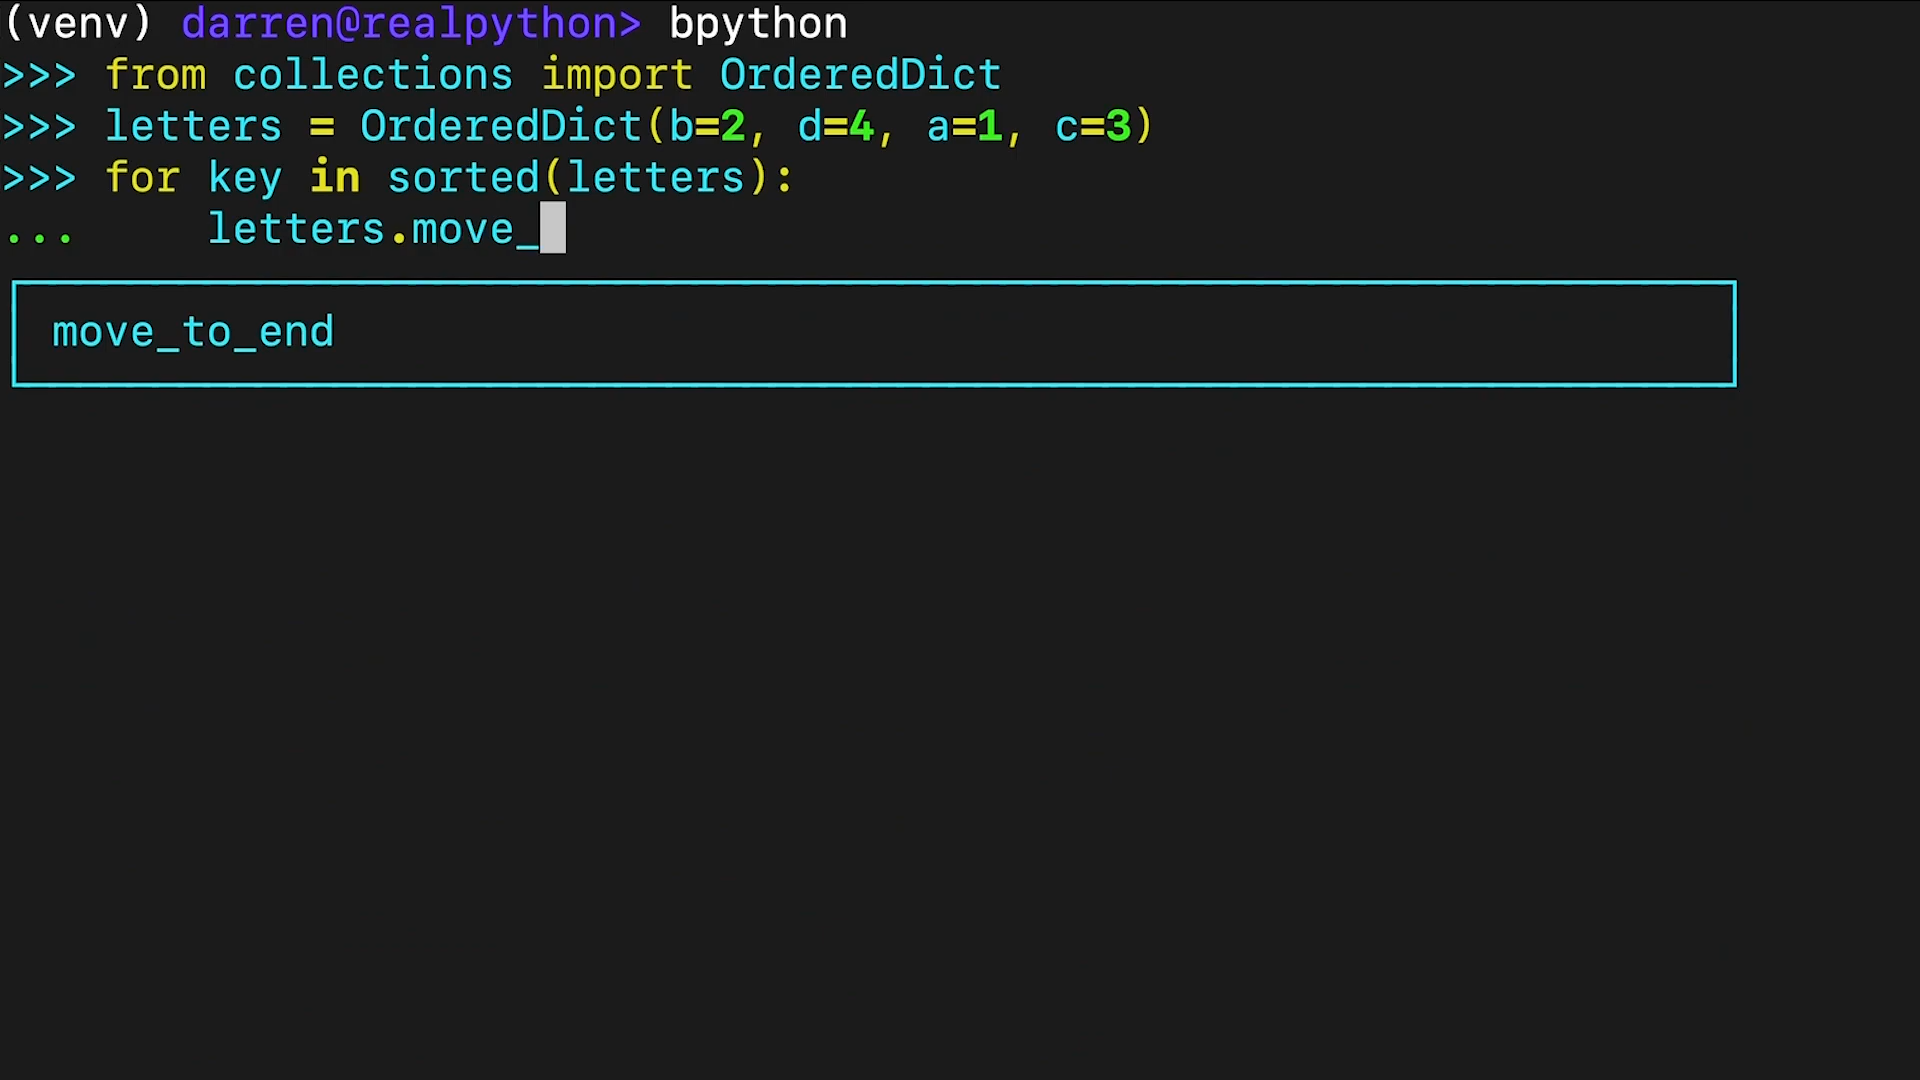 (venv) darren@realpython> bpython
>>> from collections import OrderedDict
>>> letters = OrderedDict(b=2, d=4, a=1, c=3)
>>> for key in sorted(letters):
...     letters.move_
move_to_end